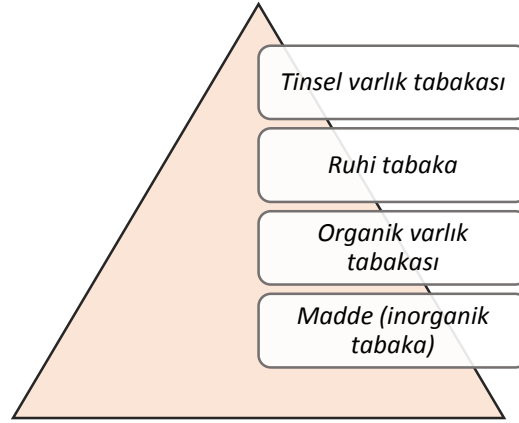 Tinsel varlık tabakası
Ruhi tabaka
Organik varlık
tabakası
Madde (inorganik
tabaka)